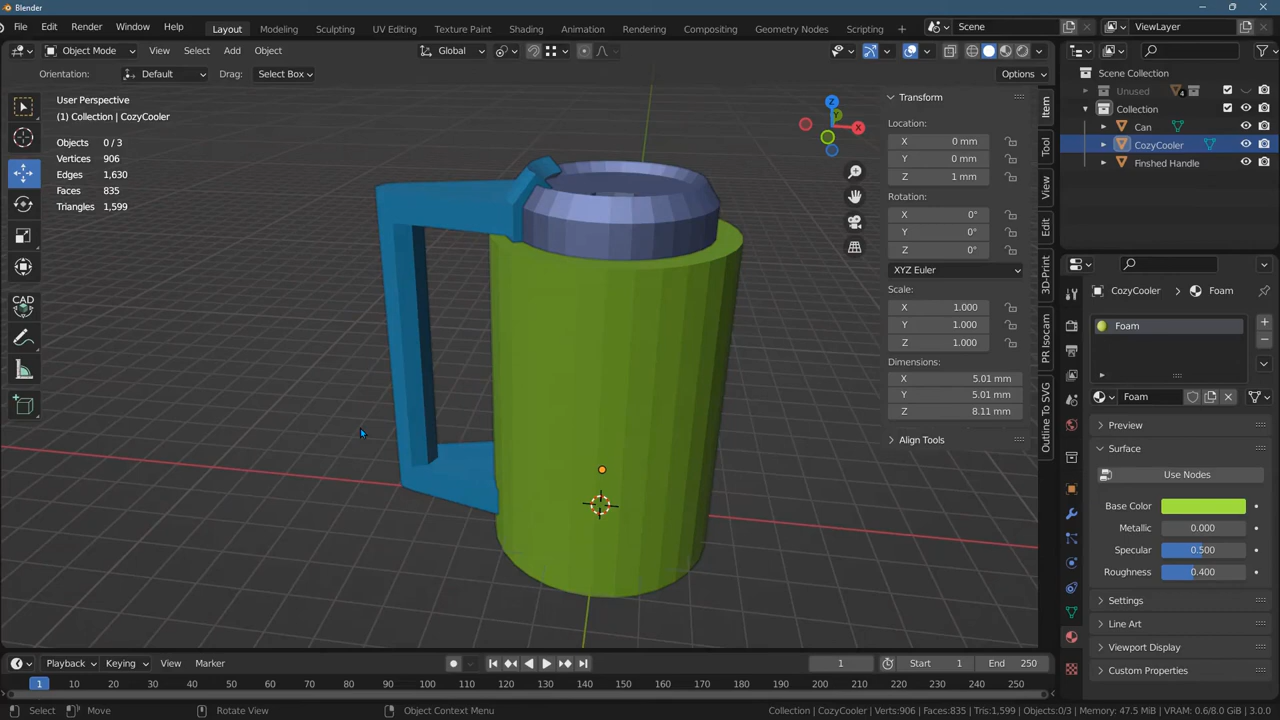 Blender
File Edit Render Window Help Layout Modeling Sculpting UV Editing Texture Paint Shading Animation Rendering Compositing Geometry Nodes Scripting + Scene ViewLayer
Object Mode View Select Add Object Global
Orientation: Default Drag: Select Box Options
User Perspective
(1) Collection | CozyCooler
Objects 0 / 3
Vertices 906
Edges 1,630
Faces 835
Triangles 1,599
CAD
Z
Y
X
Transform
Location:
X 0 mm
Y 0 mm
Z 1 mm
Rotation:
X 0°
Y 0°
Z 0°
XYZ Euler
Scale:
X 1.000
Y 1.000
Z 1.000
Dimensions:
X 5.01 mm
Y 5.01 mm
Z 8.11 mm
Align Tools
Item
Tool
View
Edit
3D-Print
PR Isocam
Outline To SVG
Scene Collection
Unused 4
Collection
Can
CozyCooler
Finshed Handle
CozyCooler > Foam
Foam
Foam
Preview
Surface
Use Nodes
Base Color
Metallic 0.000
Specular 0.500
Roughness 0.400
Settings
Line Art
Viewport Display
Custom Properties
Playback Keying View Marker 1 Start 1 End 250
1 10 20 30 40 50 60 70 80 90 100 110 120 130 140 150 160 170 180 190 200 210 220 230 240 250
Select Move Rotate View Object Context Menu Collection | CozyCooler | Verts:906 | Faces:835 | Tris:1,599 | Objects:0/3 | Memory: 47.5 MiB | VRAM: 0.6/8.0 GiB | 3.0.0